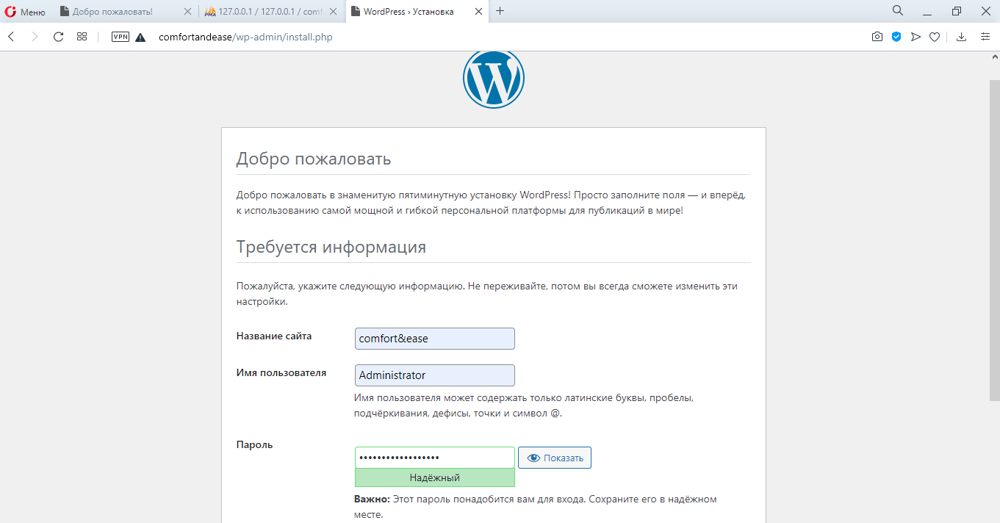 Меню
Добро пожаловать!
PMA 127.0.0.1 / 127.0.0.1 / comf
WordPress › Установка
VPN
comfortandease/wp-admin/install.php
W
Добро пожаловать
Добро пожаловать в знаменитую пятиминутную установку WordPress! Просто заполните поля — и вперёд,
к использованию самой мощной и гибкой персональной платформы для публикаций в мире!
Требуется информация
Пожалуйста, укажите следующую информацию. Не переживайте, потом вы всегда сможете изменить эти
настройки.
Название сайта
comfort&ease
Имя пользователя
Administrator
Имя пользователя может содержать только латинские буквы, пробелы,
подчёркивания, дефисы, точки и символ @.
Пароль
••••••••••••••••••
Показать
Надёжный
Важно: Этот пароль понадобится вам для входа. Сохраните его в надёжном
месте.